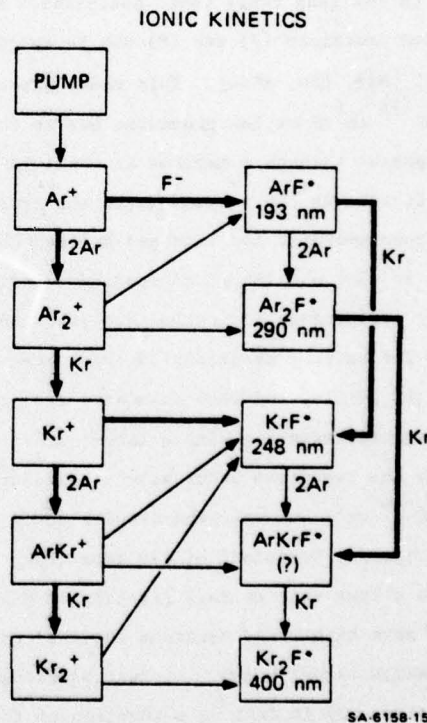 IONIC KINETICS
PUMP
Ar+
F-
ArF*
193 nm
2Ar
2Ar
Kr
Ar2+
Ar2F*
290 nm
Kr
Kr
Kr+
KrF*
248 nm
2Ar
2Ar
ArKr+
ArKrF*
(?)
Kr
Kr
Kr2+
Kr2F*
400 nm
SA-6158-15